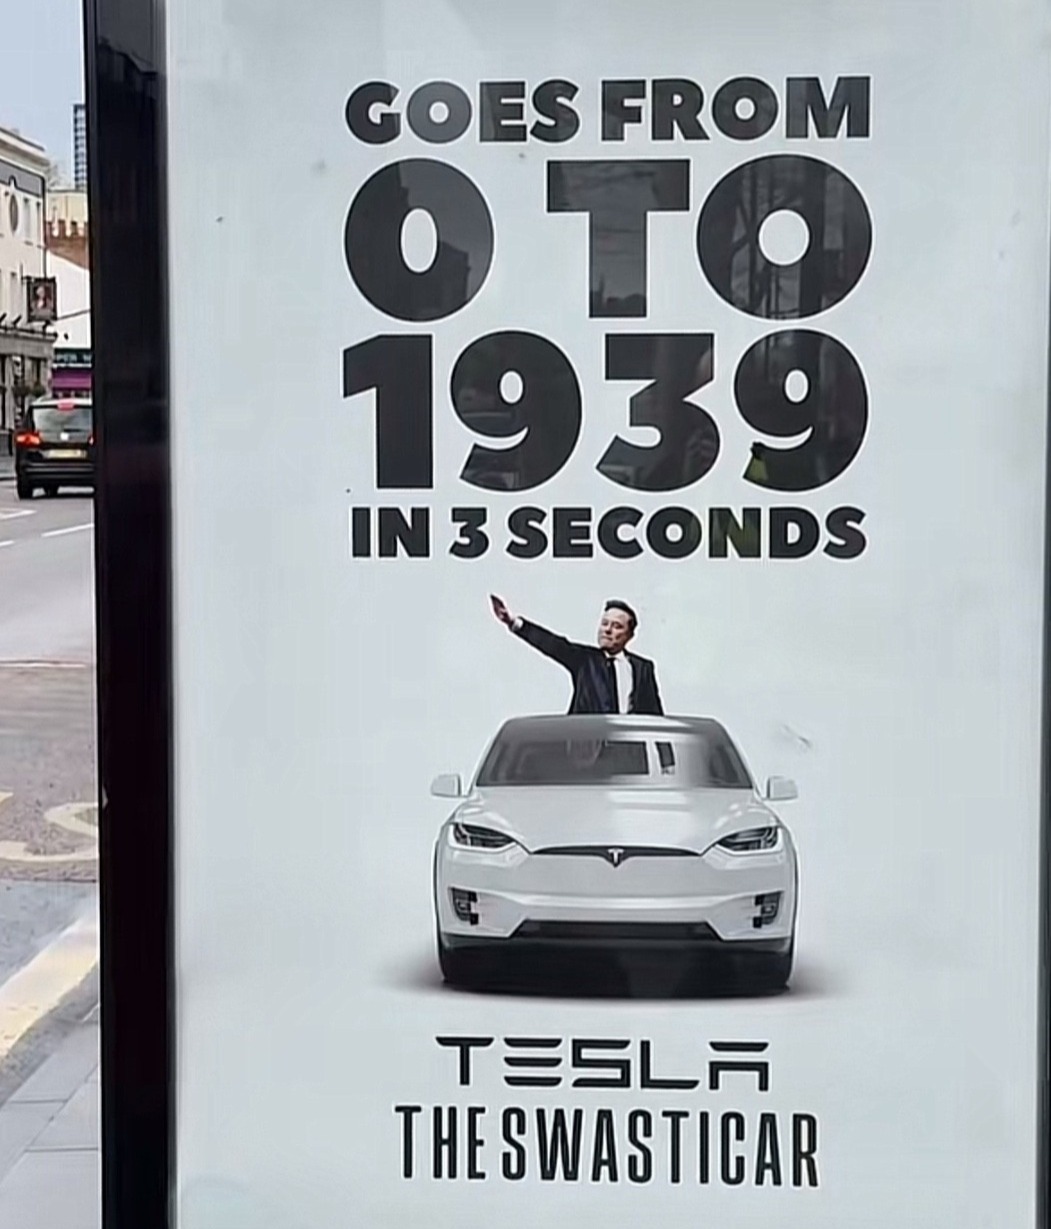 GOES FROM
0 TO
1939
IN 3 SECONDS
TESLA
THE SWASTICAR